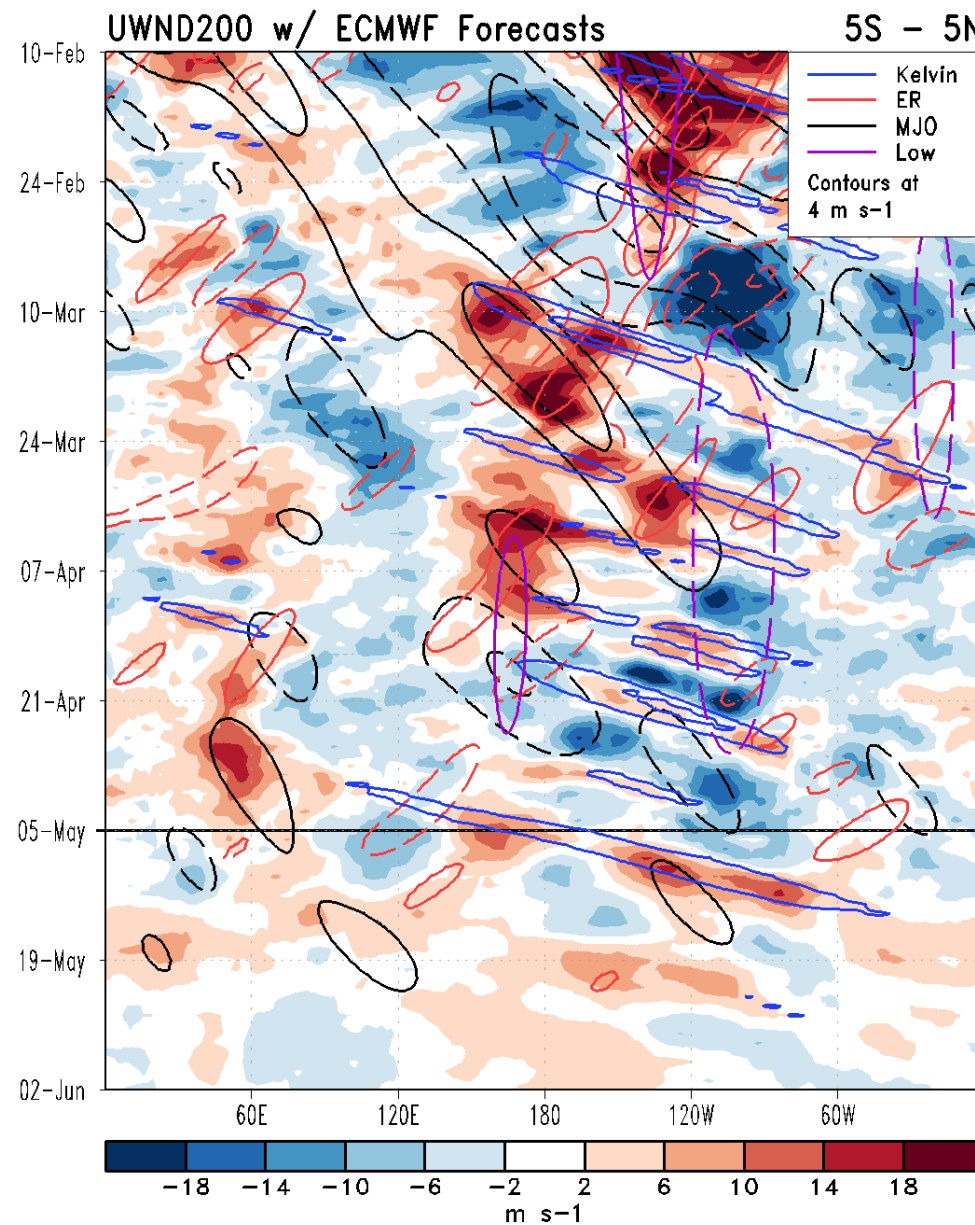 UWND200 w/ ECMWF Forecasts 5S - 5N
Kelvin
ER
MJO
Low
Contours at
4 m s-1
10-Feb
24-Feb
10-Mar
24-Mar
07-Apr
21-Apr
05-May
19-May
02-Jun
60E 120E 180 120W 60W
-18 -14 -10 -6 -2 2 6 10 14 18
m s-1